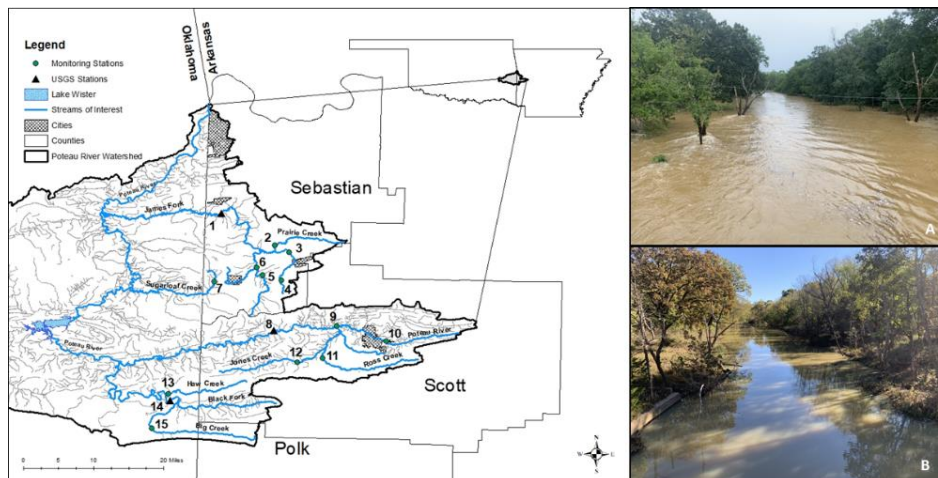 Legend
Monitoring Stations
USGS Stations
Lake Wister
Streams of Interest
Cities
Counties
Poteau River Watershed
Oklahoma
Arkansas
Sebastian
Poteau River
James Fork
1
Prairie Creek
2
3
6
5
4
7
Sugarloaf Creek
9
8
10
Poteau River
Poteau River
Jones Creek
12
11
Ross Creek
Scott
13
Haw Creek
14
Black Fork
15
Big Creek
Polk
0 5 10 20 Miles
N
W E
S
A
B